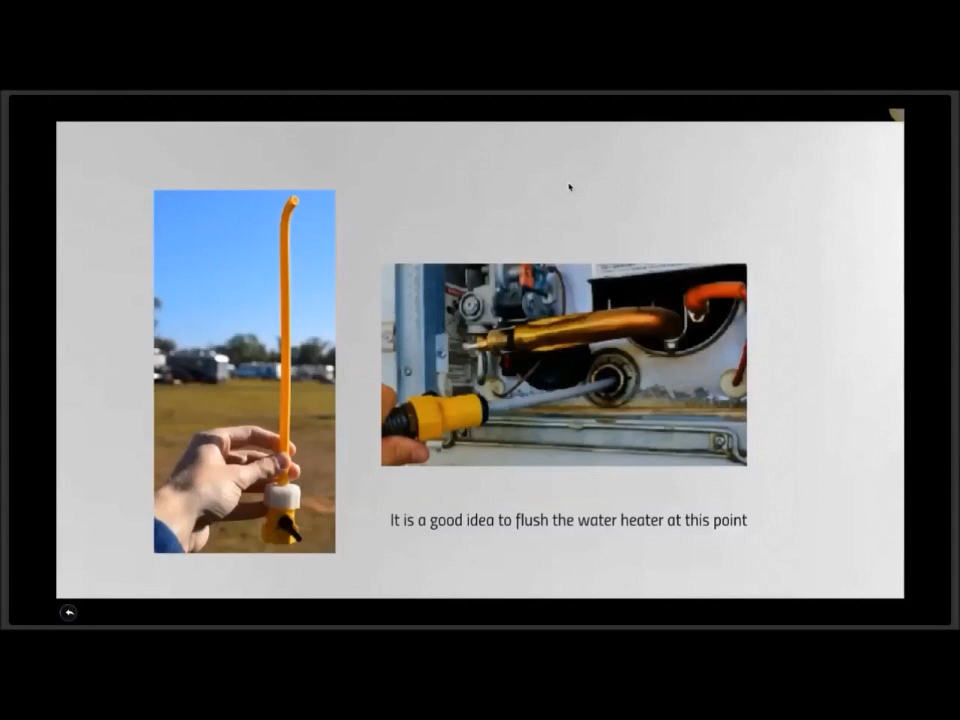 It is a good idea to flush the water heater at this point